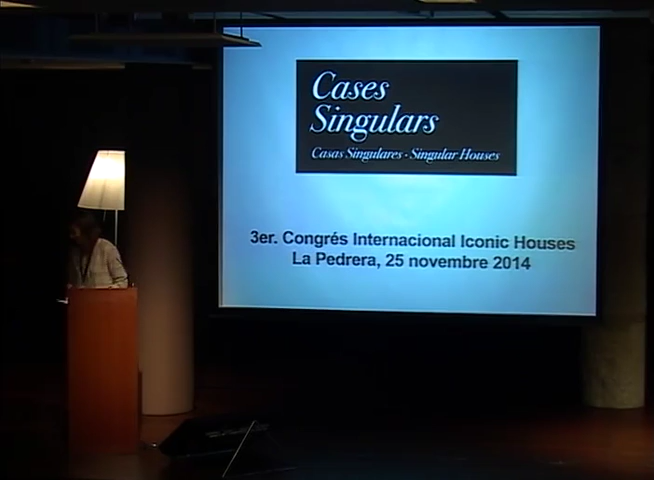 Cases
Singulars
Casas Singulares · Singular Houses
3er. Congrés Internacional Iconic Houses
La Pedrera, 25 novembre 2014